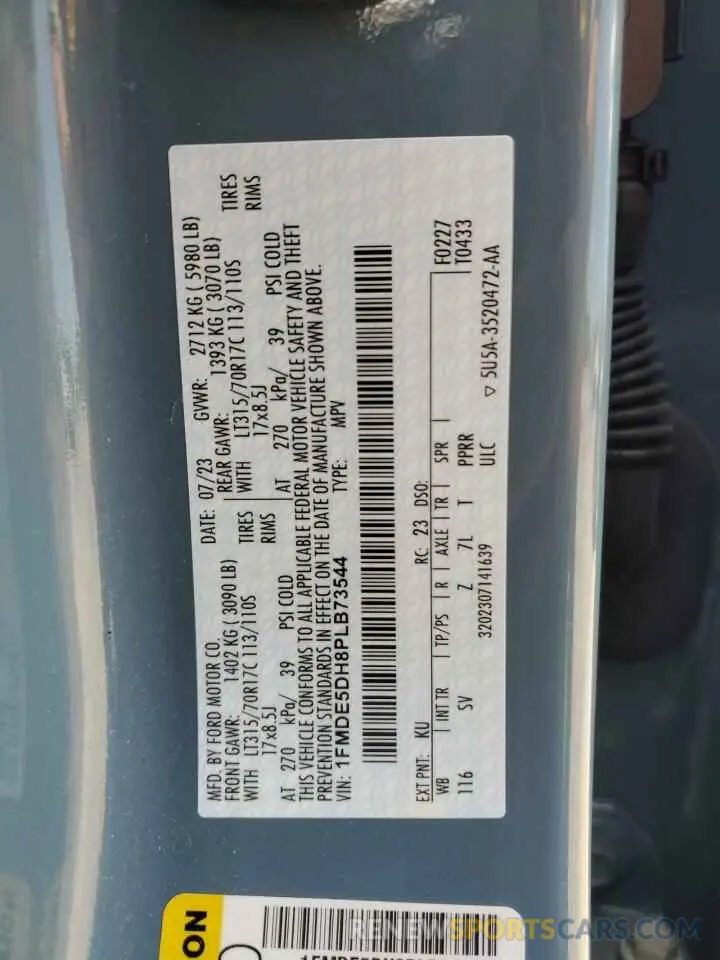 MFD. BY FORD MOTOR CO. DATE: 07/23 GVWR: 2712 KG ( 5980 LB)
FRONT GAWR: 1402 KG ( 3090 LB) REAR GAWR: 1393 KG ( 3070 LB)
WITH LT315/70R17C 113/110S TIRES WITH LT315/70R17C 113/110S TIRES
17x8.5J RIMS 17x8.5J RIMS
AT 270 kPa/ 39 PSI COLD AT 270 kPa/ 39 PSI COLD
THIS VEHICLE CONFORMS TO ALL APPLICABLE FEDERAL MOTOR VEHICLE SAFETY AND THEFT
PREVENTION STANDARDS IN EFFECT ON THE DATE OF MANUFACTURE SHOWN ABOVE.
VIN: 1FMDE5DH8PLB73544 TYPE: MPV
EXT PNT: KU RC: 23 DSO:
WB INT TR TP/PS R AXLE TR SPR F0227
116 SV Z 7L T PPRR T0433
3202307141639 ULC ▽ 5U5A-3520472-AA
ON
RENEWSPORTSCARS.COM